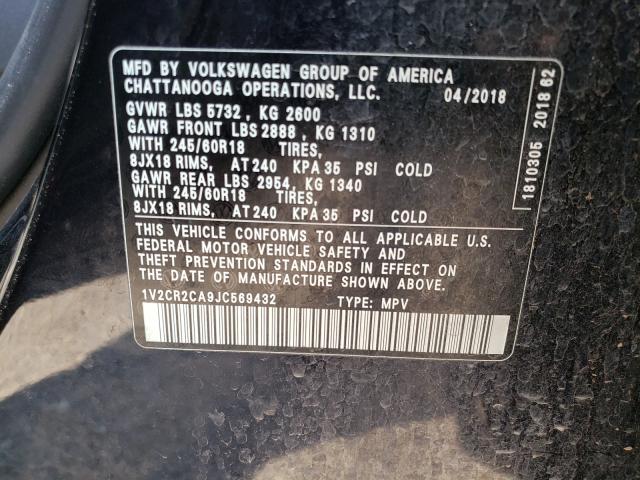 MFD BY VOLKSWAGEN GROUP OF AMERICA
CHATTANOOGA OPERATIONS, LLC. 04/2018
GVWR LBS 5732 , KG 2600
GAWR FRONT LBS 2888 , KG 1310
WITH 245/60R18 TIRES,
8JX18 RIMS, AT 240 KPA 35 PSI COLD
GAWR REAR LBS 2954, KG 1340
WITH 245/60R18 TIRES,
8JX18 RIMS, AT 240 KPA 35 PSI COLD
THIS VEHICLE CONFORMS TO ALL APPLICABLE U.S.
FEDERAL MOTOR VEHICLE SAFETY AND
THEFT PREVENTION STANDARDS IN EFFECT ON
THE DATE OF MANUFACTURE SHOWN ABOVE.
1V2CR2CA9JC569432 TYPE: MPV
1810305 2018 62